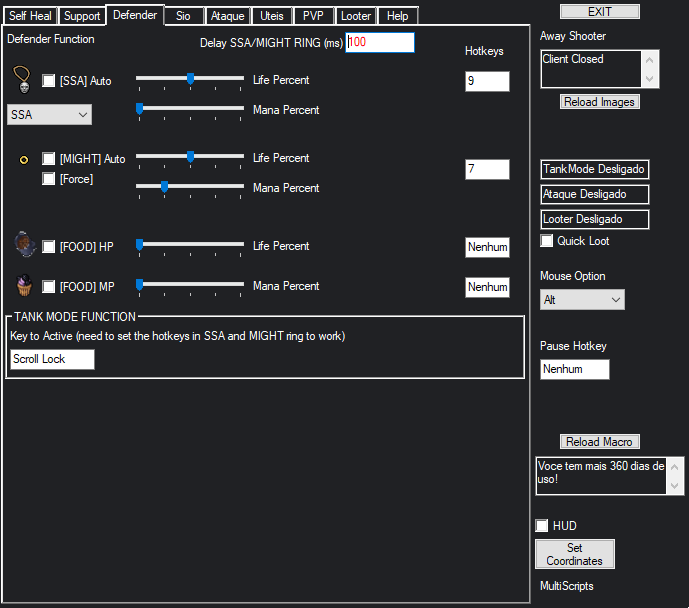 Self Heal Support Defender Sio Ataque Uteis PVP Looter Help
Defender Function
Delay SSA/MIGHT RING (ms) 100
Hotkeys
[SSA] Auto Life Percent 9
SSA Mana Percent
[MIGHT] Auto Life Percent 7
[Force] Mana Percent
[FOOD] HP Life Percent Nenhum
[FOOD] MP Mana Percent Nenhum
TANK MODE FUNCTION
Key to Active (need to set the hotkeys in SSA and MIGHT ring to work)
Scroll Lock
EXIT
Away Shooter
Client Closed
Reload Images
TankMode Desligado
Ataque Desligado
Looter Desligado
Quick Loot
Mouse Option
Alt
Pause Hotkey
Nenhum
Reload Macro
Voce tem mais 360 dias de
uso!
HUD
Set
Coordinates
MultiScripts